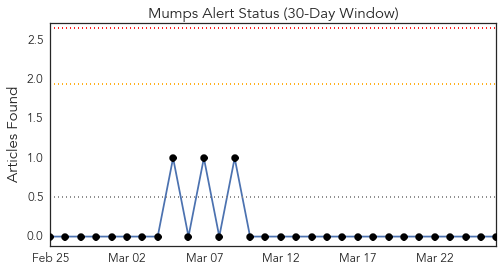 Mumps Alert Status (30-Day Window)
Articles Found
2.5
2.0
1.5
1.0
0.5
0.0
Feb 25 Mar 02 Mar 07 Mar 12 Mar 17 Mar 22